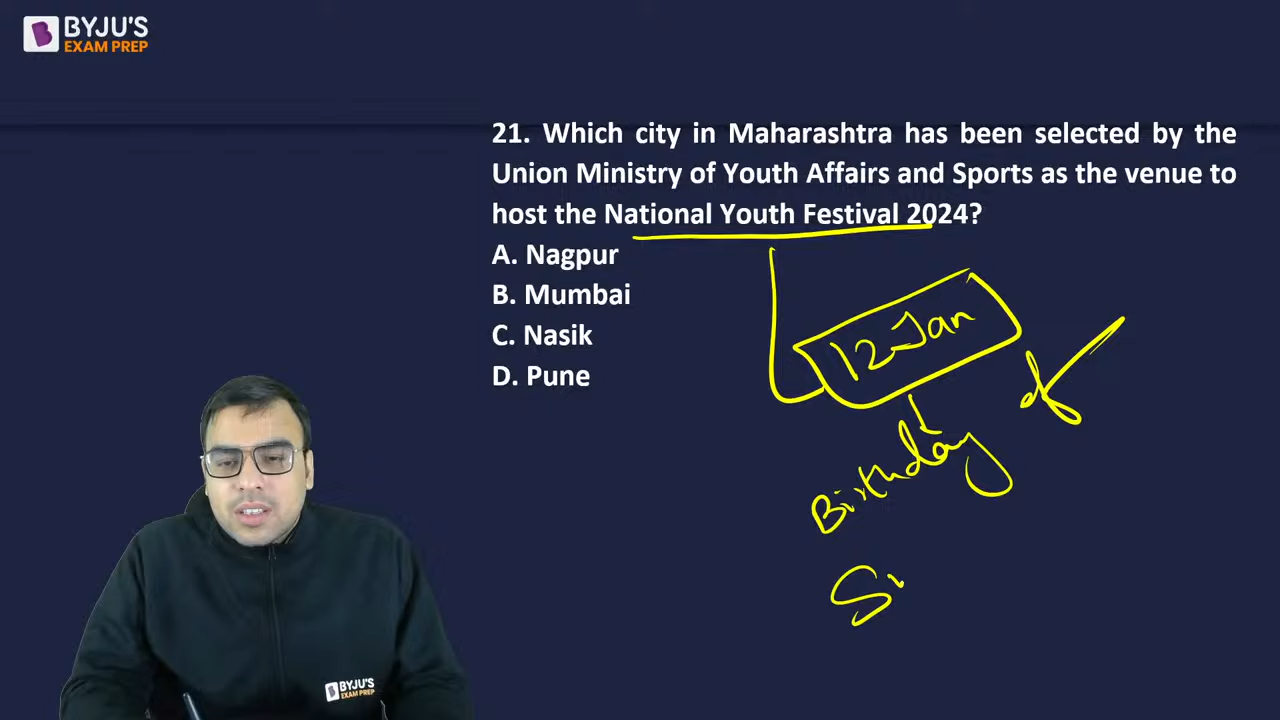 BYJU'S
EXAM PREP
21. Which city in Maharashtra has been selected by the
Union Ministry of Youth Affairs and Sports as the venue to
host the National Youth Festival 2024?
A. Nagpur
B. Mumbai
C. Nasik
D. Pune
12-Jan
Birthday of
BYJU'S
EXAM PREP